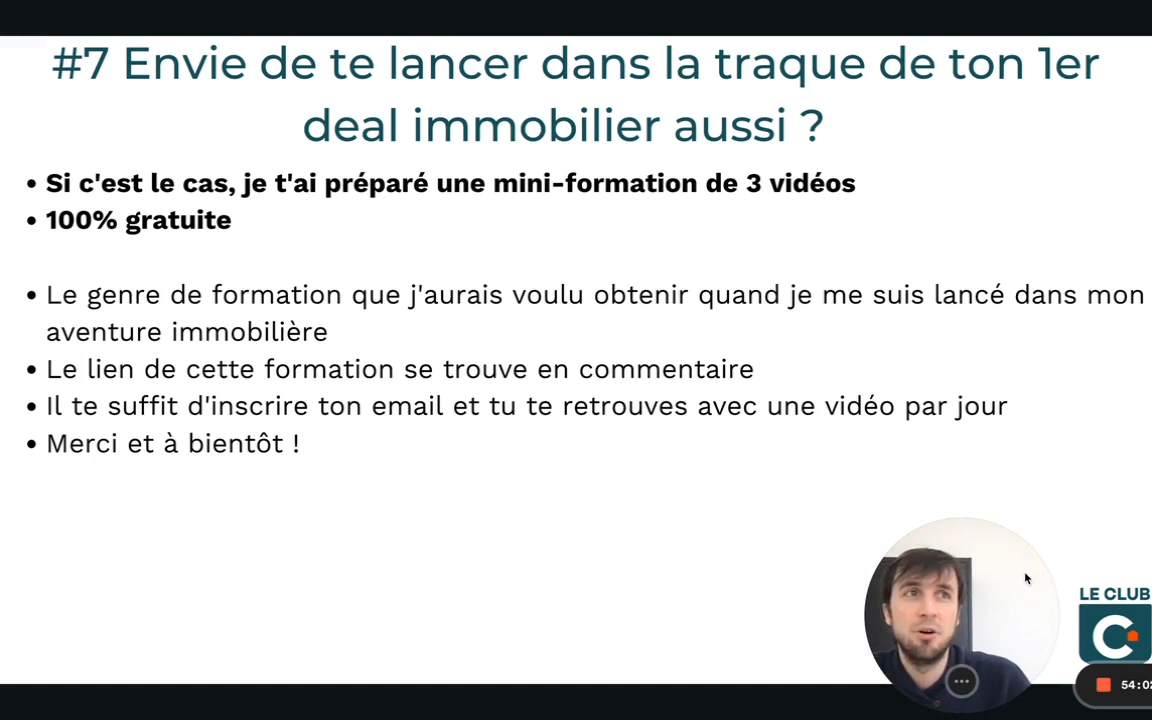 #7 Envie de te lancer dans la traque de ton 1er
deal immobilier aussi ?
• Si c'est le cas, je t'ai préparé une mini-formation de 3 vidéos
• 100% gratuite
• Le genre de formation que j'aurais voulu obtenir quand je me suis lancé dans mon
aventure immobilière
• Le lien de cette formation se trouve en commentaire
• Il te suffit d'inscrire ton email et tu te retrouves avec une vidéo par jour
• Merci et à bientôt !
LE CLUB
C